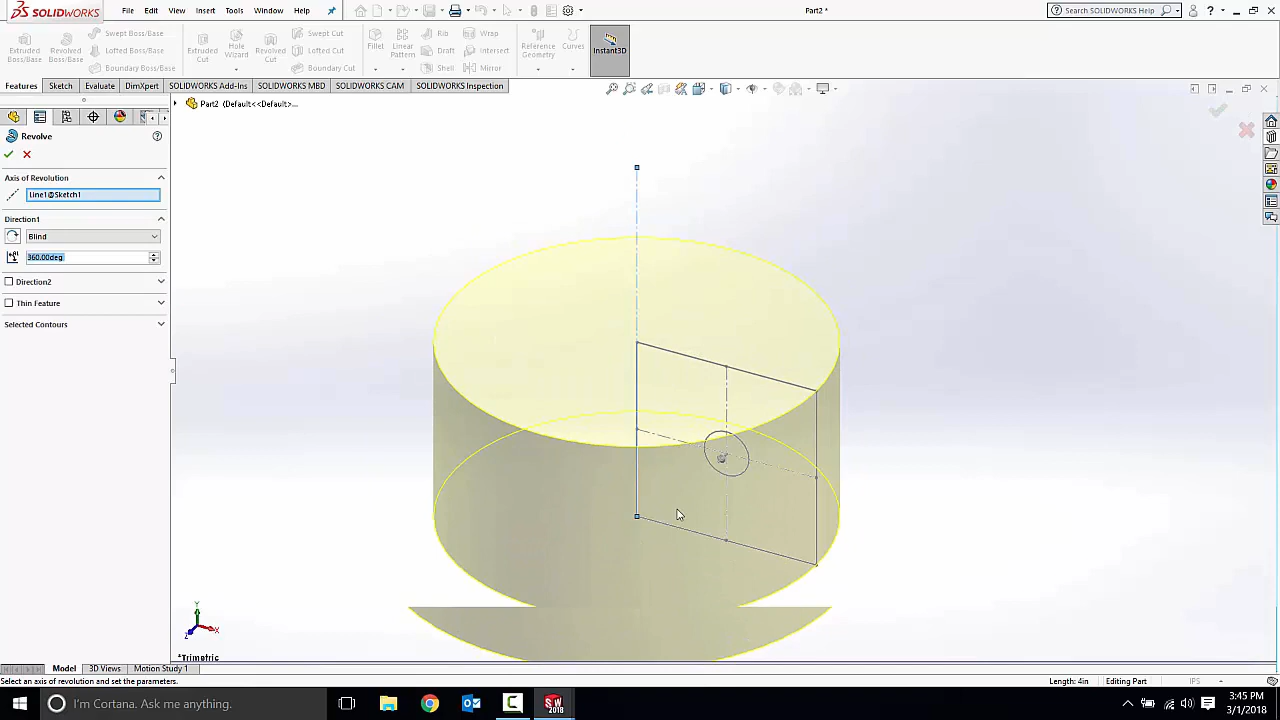 SOLIDWORKS
File Edit View Insert Tools Window Help
Part2 *
Search SOLIDWORKS Help
Extruded Boss/Base
Revolved Boss/Base
Swept Boss/Base
Lofted Boss/Base
Boundary Boss/Base
Extruded Cut
Hole Wizard
Revolved Cut
Swept Cut
Lofted Cut
Boundary Cut
Fillet
Linear Pattern
Rib
Draft
Shell
Wrap
Intersect
Mirror
Reference Geometry
Curves
Instant3D
Features Sketch Evaluate DimXpert SOLIDWORKS Add-Ins SOLIDWORKS MBD SOLIDWORKS CAM SOLIDWORKS Inspection
Part2 (Default<<Default>...
Revolve
Axis of Revolution
Line1@Sketch1
Direction1
Blind
360.00deg
Direction2
Thin Feature
Selected Contours
Y
X
Z
*Trimetric
Model 3D Views Motion Study 1
Select an axis of revolution and set the parameters.
Length: 4in Editing Part IPS
I'm Cortana. Ask me anything.
SW
2018
3:45 PM
3/1/2018